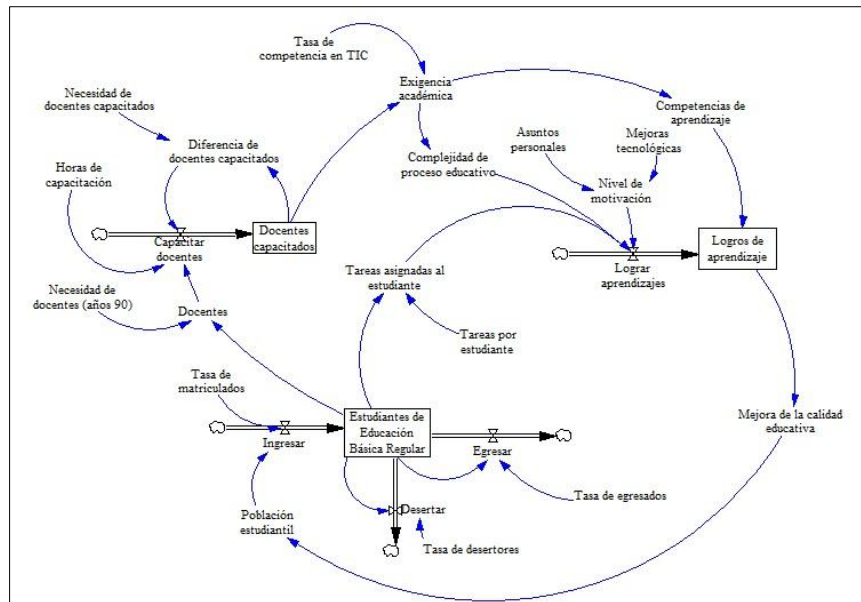 Tasa de
competencia en TIC
Exigencia
académica
Necesidad de
docentes capacitados
Competencias de
aprendizaje
Diferencia de
docentes capacitados
Asuntos
personales
Mejoras
tecnológicas
Complejidad de
proceso educativo
Horas de
capacitación
Nivel de
motivación
Docentes
capacitados
Capacitar
docentes
Logros de
aprendizaje
Lograr
aprendizajes
Tareas asignadas al
estudiante
Necesidad de
docentes (años 90)
Docentes
Tareas por
estudiante
Tasa de
matriculados
Estudiantes de
Educación
Básica Regular
Ingresar
Egresar
Mejora de la calidad
educativa
Tasa de egresados
Población
estudiantil
Desertar
Tasa de desertores